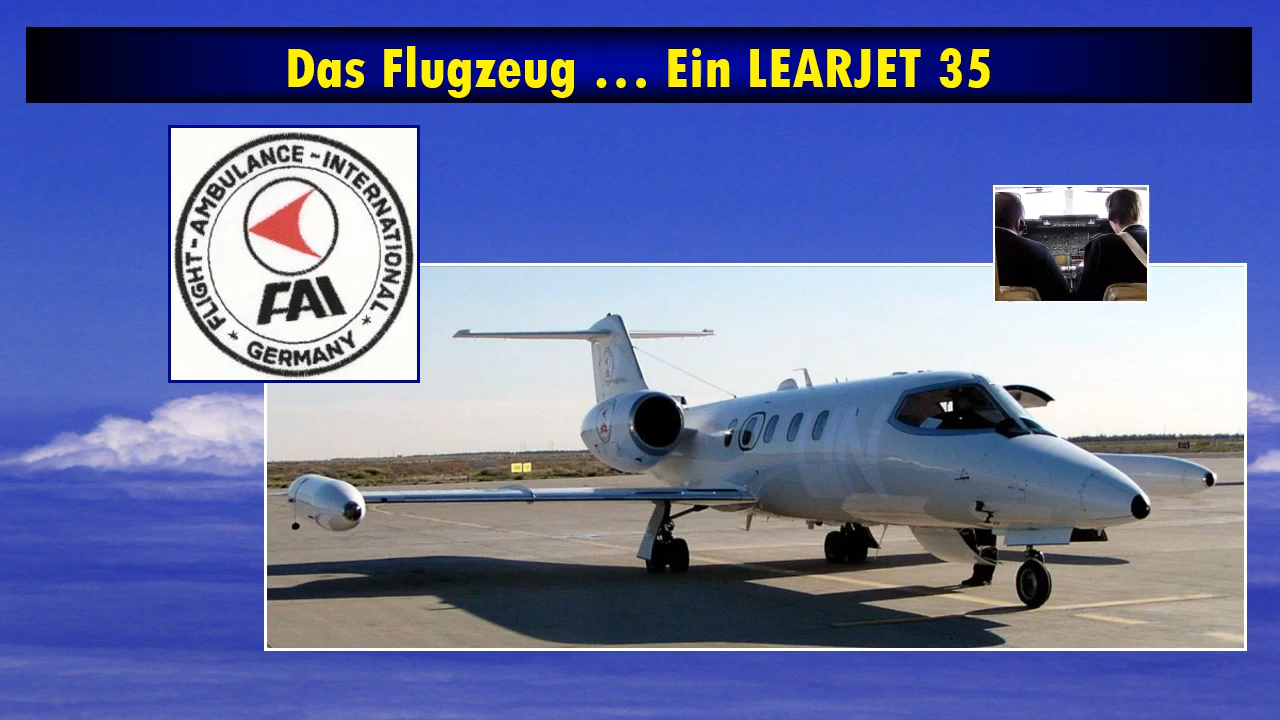 Das Flugzeug ... Ein LEARJET 35
FLIGHT-AMBULANCE-INTERNATIONAL
FAI
* GERMANY *